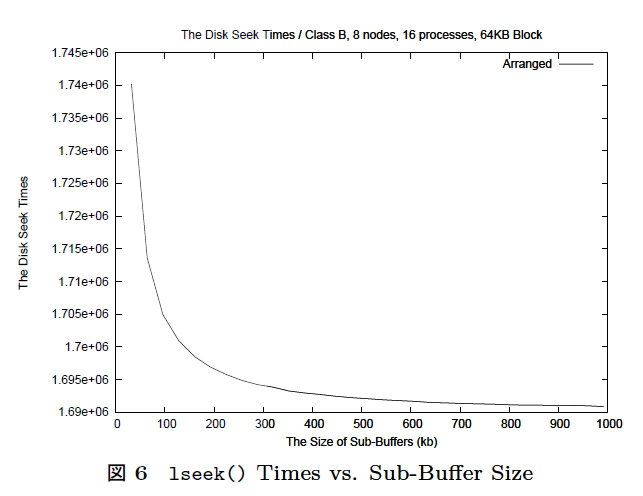 The Disk Seek Times / Class B, 8 nodes, 16 processes, 64KB Block
Arranged
1.745e+06
1.74e+06
1.735e+06
1.73e+06
1.725e+06
1.72e+06
1.715e+06
1.71e+06
1.705e+06
1.7e+06
1.695e+06
1.69e+06
The Disk Seek Times
0 100 200 300 400 500 600 700 800 900 1000
The Size of Sub-Buffers (kb)
図 6 lseek() Times vs. Sub-Buffer Size